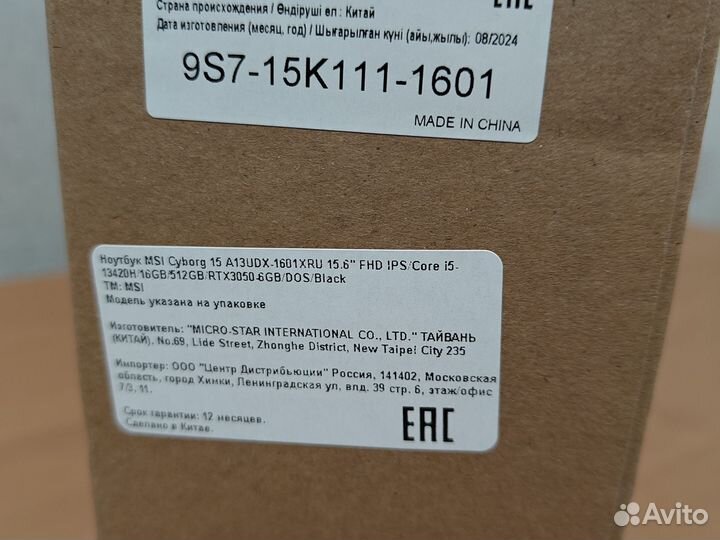 Страна происхождения / Өндіруші ел : Китай
EAC
Дата изготовления (месяц, год) / Шығарылған күні (айы,жылы): 08/2024
9S7-15K111-1601
MADE IN CHINA
Ноутбук MSI Cyborg 15 A13UDX-1601XRU 15.6" FHD IPS/Core i5-
13420H/16GB/512GB/RTX3050-6GB/DOS/Black
TM: MSI
Модель указана на упаковке
Изготовитель: "MICRO-STAR INTERNATIONAL CO., LTD." ТАЙВАНЬ
(КИТАЙ), No.69, Lide Street, Zhonghe District, New Taipei City 235
Импортер: ООО "Центр Дистрибьюции" Россия, 141402, Московская
область, город Химки, Ленинградская ул, влд. 39 стр. 6, этаж/офис
7/3, 11.
Срок гарантии: 12 месяцев.
Сделано в Китае.
EAC
Avito